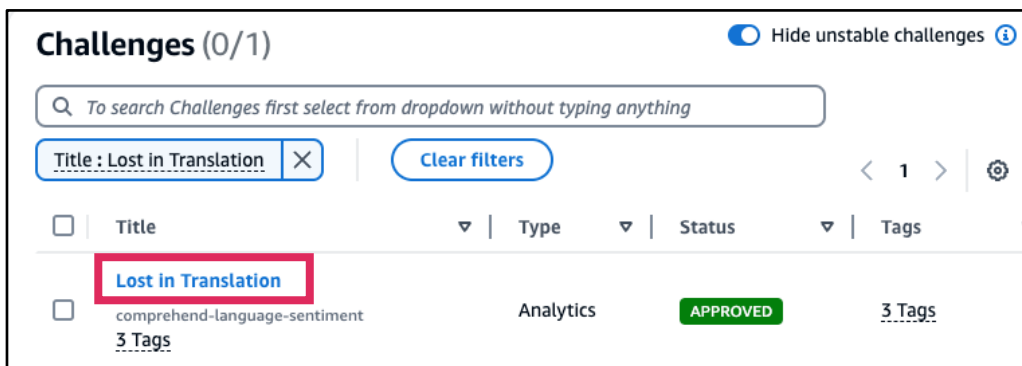 Challenges (0/1)
Hide unstable challenges
To search Challenges first select from dropdown without typing anything
Title : Lost in Translation
Clear filters
1
Title
Type
Status
Tags
Lost in Translation
comprehend-language-sentiment
3 Tags
Analytics
APPROVED
3 Tags